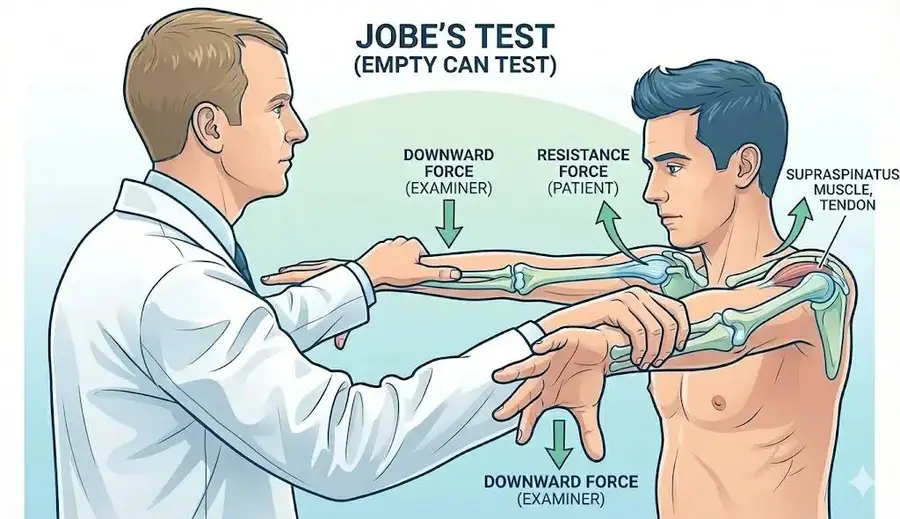 JOBE'S TEST
(EMPTY CAN TEST)
DOWNWARD
FORCE
(EXAMINER)
RESISTANCE
FORCE
(PATIENT)
SUPRASPINATUS
MUSCLE,
TENDON
DOWNWARD FORCE
(EXAMINER)